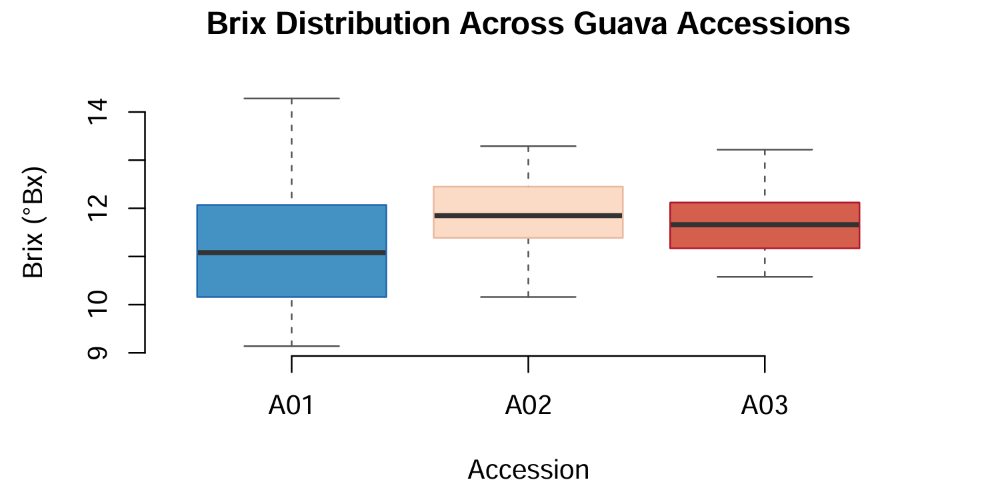 Brix Distribution Across Guava Accessions
Brix (°Bx)
14
12
10
9
A01 A02 A03
Accession